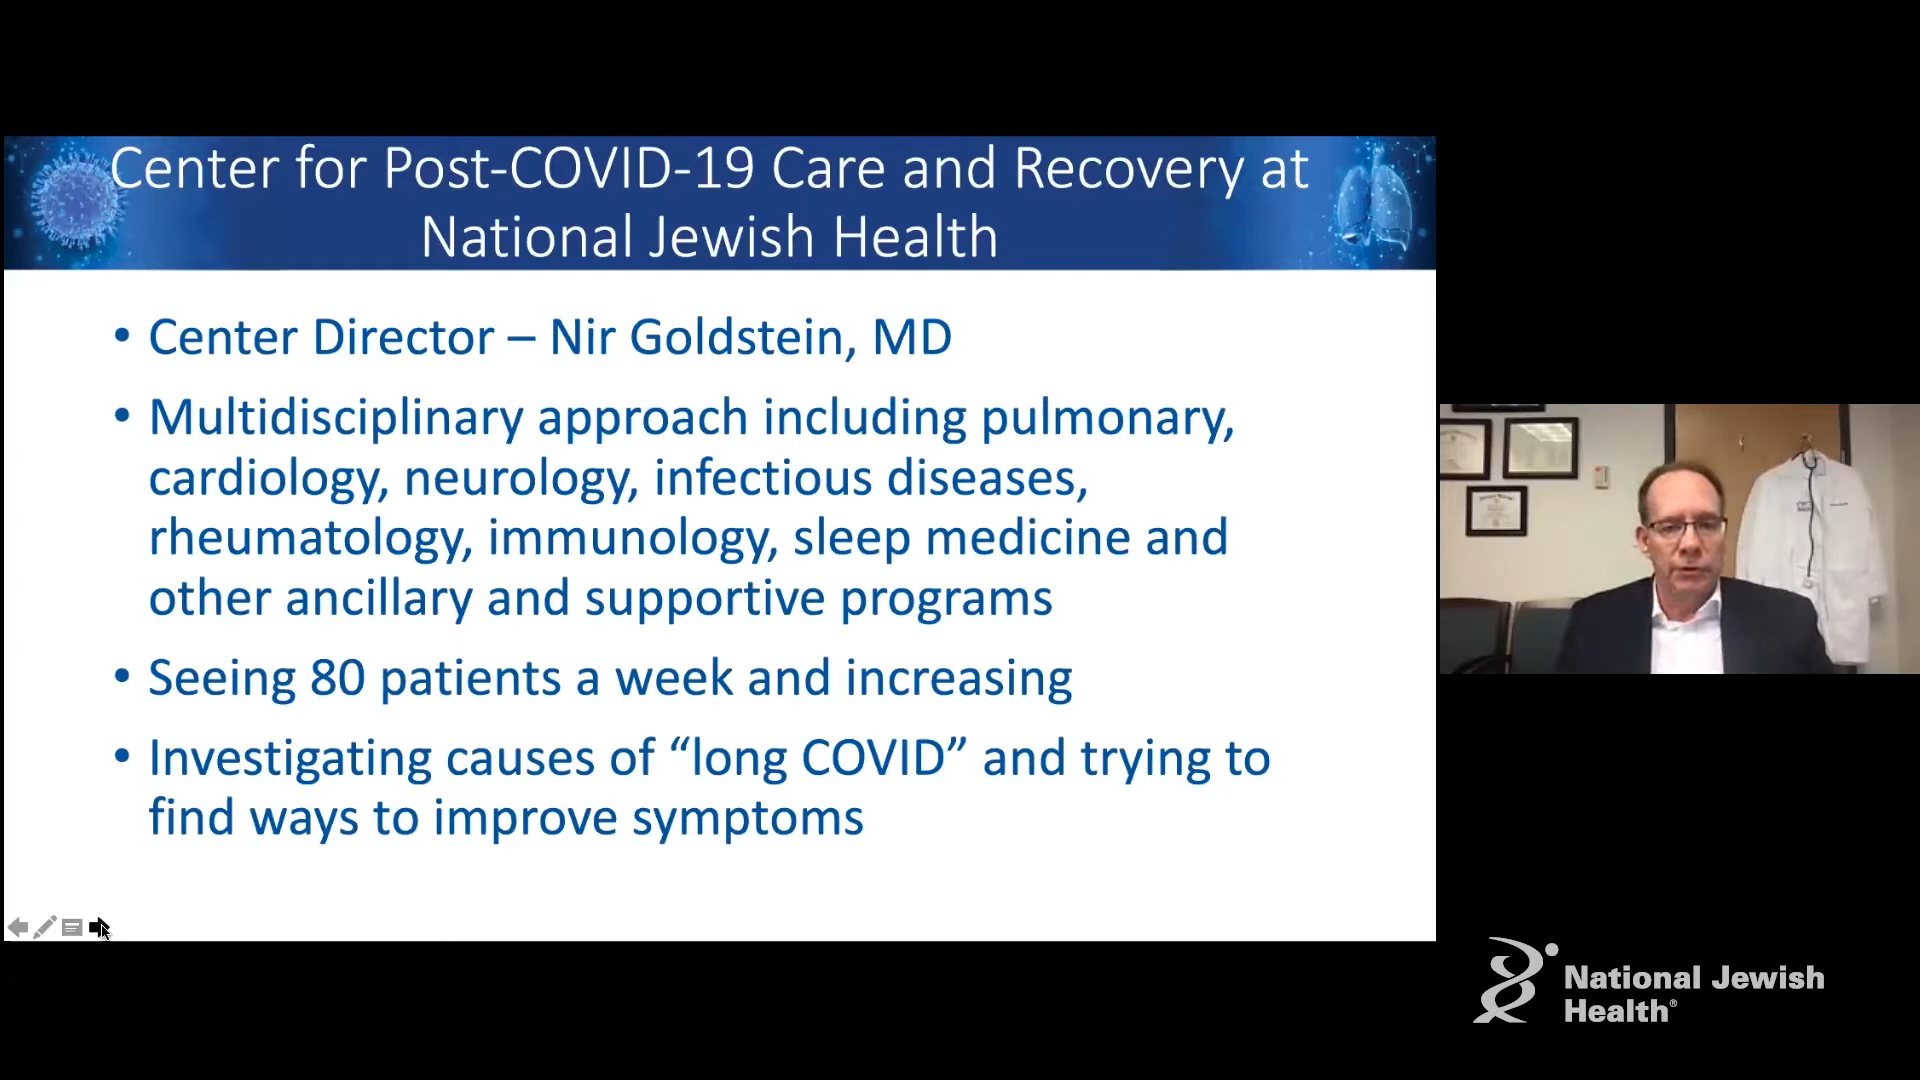 Center for Post-COVID-19 Care and Recovery at
National Jewish Health
• Center Director – Nir Goldstein, MD
• Multidisciplinary approach including pulmonary,
cardiology, neurology, infectious diseases,
rheumatology, immunology, sleep medicine and
other ancillary and supportive programs
• Seeing 80 patients a week and increasing
• Investigating causes of “long COVID” and trying to
find ways to improve symptoms
National Jewish
Health®